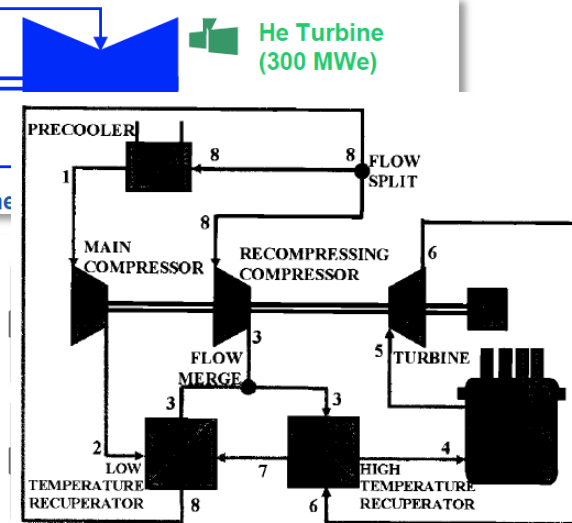 He Turbine
(300 MWe)
PRECOOLER
8
8
FLOW
SPLIT
1
8
6
MAIN
COMPRESSOR
RECOMPRESSING
COMPRESSOR
3
5
TURBINE
FLOW
MERGE
3
3
2
7
4
LOW
TEMPERATURE
RECUPERATOR
8
6
HIGH
TEMPERATURE
RECUPERATOR